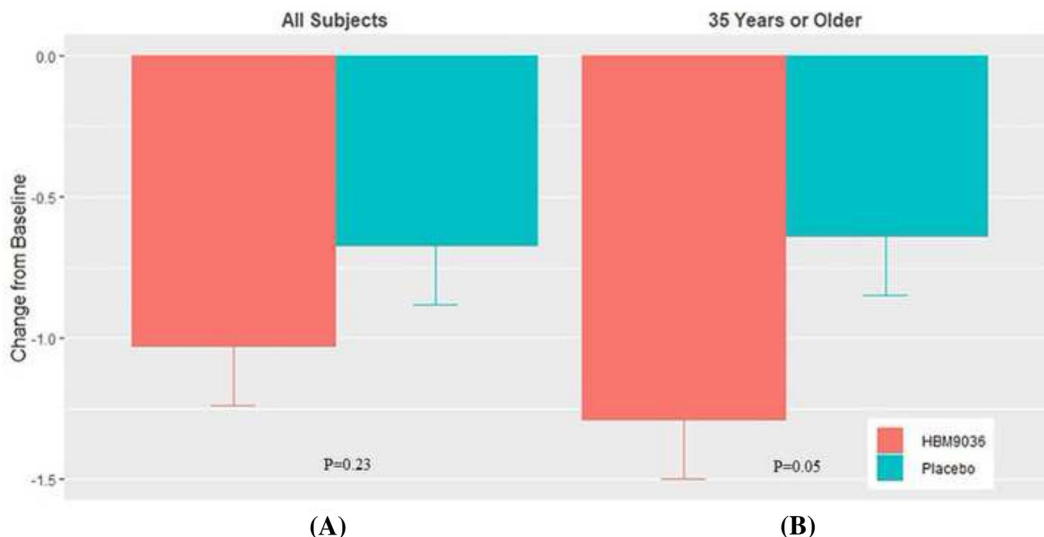 All Subjects
35 Years or Older
Change from Baseline
0.0
-0.5
-1.0
-1.5
P=0.23
P=0.05
HBM9036
Placebo
(A)
(B)